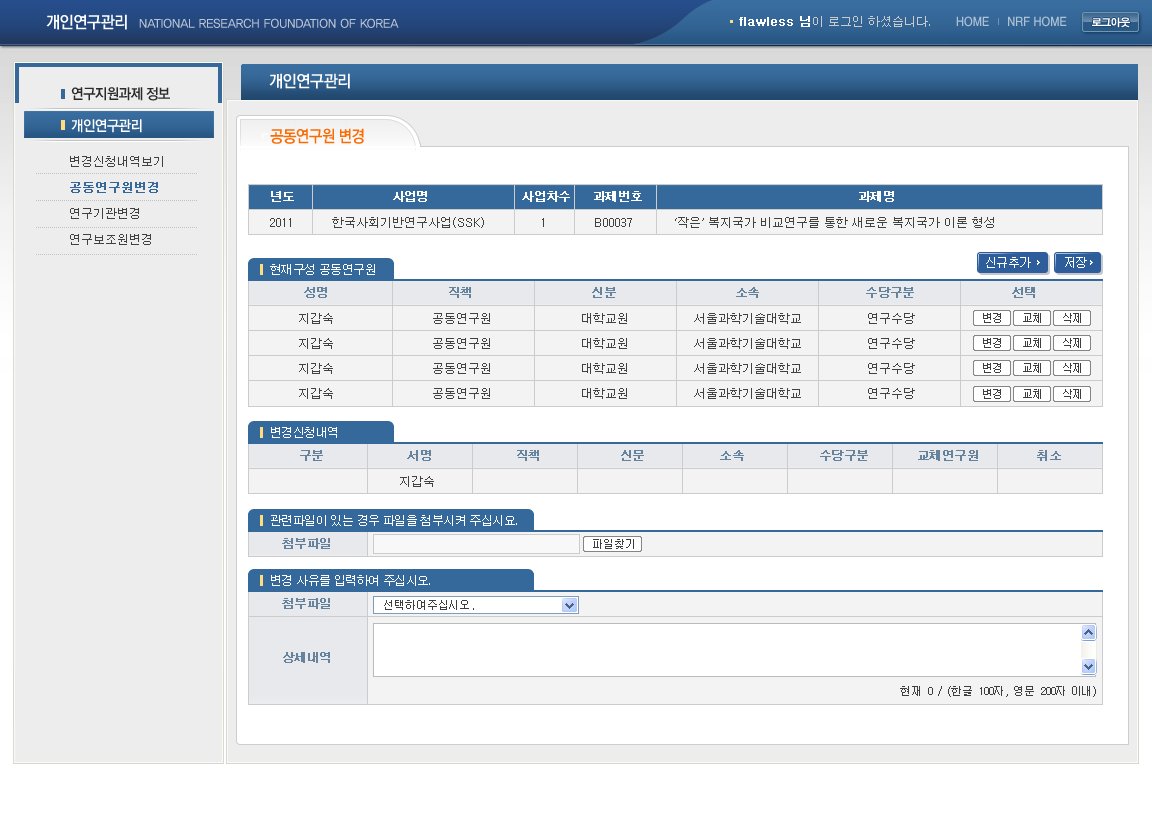 개인연구관리 NATIONAL RESEARCH FOUNDATION OF KOREA
flawless 님이 로그인 하셨습니다. HOME NRF HOME 로그아웃
연구지원과제 정보
개인연구관리
변경신청내역보기
공동연구원변경
연구기관변경
연구보조원변경
개인연구관리
공동연구원 변경
년도 사업명 사업차수 과제번호 과제명
2011 한국사회기반연구사업(SSK) 1 B00037 ‘작은’ 복지국가 비교연구를 통한 새로운 복지국가 이론 형성
현재구성 공동연구원 신규추가 저장
성명 직책 신분 소속 수당구분 선택
지갑숙 공동연구원 대학교원 서울과학기술대학교 연구수당 변경 교체 삭제
지갑숙 공동연구원 대학교원 서울과학기술대학교 연구수당 변경 교체 삭제
지갑숙 공동연구원 대학교원 서울과학기술대학교 연구수당 변경 교체 삭제
지갑숙 공동연구원 대학교원 서울과학기술대학교 연구수당 변경 교체 삭제
변경신청내역
구분 서명 직책 신문 소속 수당구분 교체연구원 취소
지갑숙
관련파일이 있는 경우 파일을 첨부시켜 주십시요.
첨부파일 파일찾기
변경 사유를 입력하여 주십시오.
첨부파일 선택하여주십시오.
상세내역
현재 0 / (한글 100자, 영문 200자 이내)